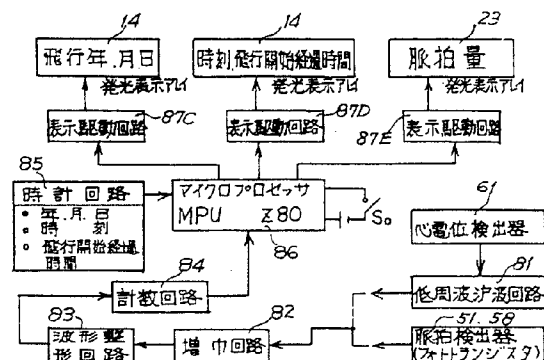 14
14
23
飛行年.月日
時刻.飛行開始経過時間
脈拍量
発光表示アレイ
発光表示アレイ
発光表示アレイ
87C
87D
87E
表示駆動回路
表示駆動回路
表示駆動回路
85
時計回路
• 年.月.日
• 時 刻
• 飛行開始経過
時間
マイクロプロセッサ
MPU Z80
86
So
61
心電位検出器
84
計数回路
81
低周波沪波回路
83
波形整
形回路
82
増巾回路
51.58
脈拍検出器
(フォトトランジスタ)